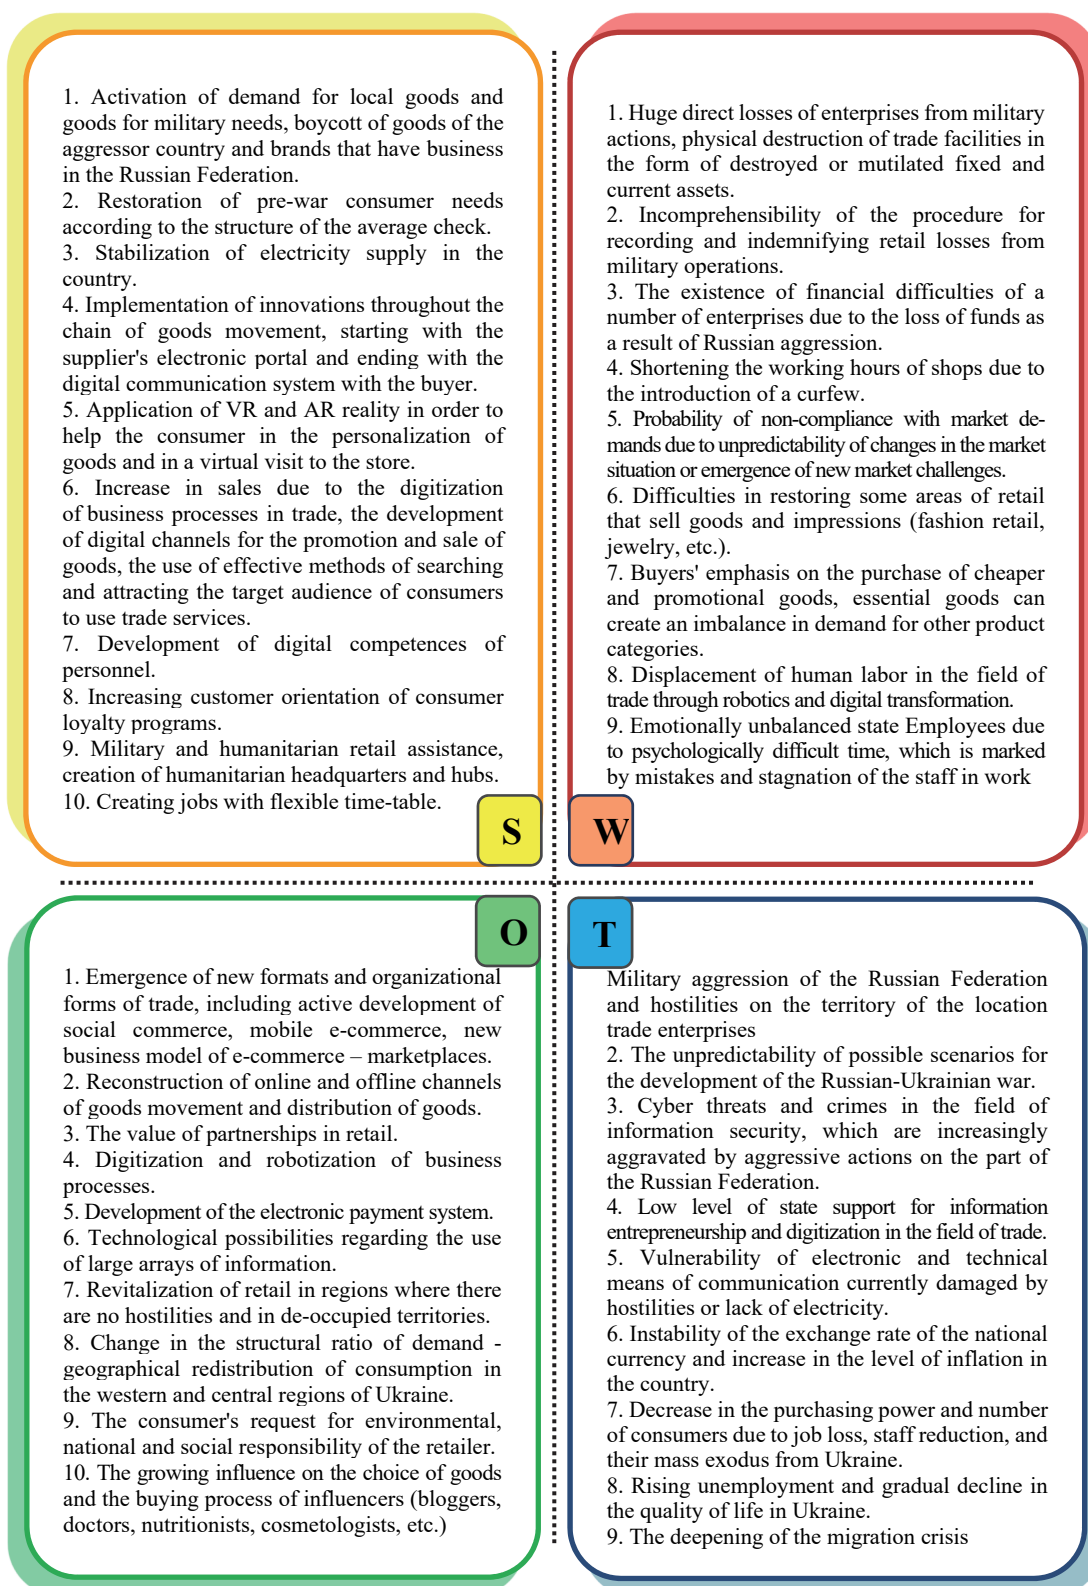 1. Activation of demand for local goods and
goods for military needs, boycott of goods of the
aggressor country and brands that have business
in the Russian Federation.
2. Restoration of pre-war consumer needs
according to the structure of the average check.
3. Stabilization of electricity supply in the
country.
4. Implementation of innovations throughout the
chain of goods movement, starting with the
supplier's electronic portal and ending with the
digital communication system with the buyer.
5. Application of VR and AR reality in order to
help the consumer in the personalization of
goods and in a virtual visit to the store.
6. Increase in sales due to the digitization
of business processes in trade, the development
of digital channels for the promotion and sale of
goods, the use of effective methods of searching
and attracting the target audience of consumers
to use trade services.
7. Development of digital competences of
personnel.
8. Increasing customer orientation of consumer
loyalty programs.
9. Military and humanitarian retail assistance,
creation of humanitarian headquarters and hubs.
10. Creating jobs with flexible time-table.
S
1. Huge direct losses of enterprises from military
actions, physical destruction of trade facilities in
the form of destroyed or mutilated fixed and
current assets.
2. Incomprehensibility of the procedure for
recording and indemnifying retail losses from
military operations.
3. The existence of financial difficulties of a
number of enterprises due to the loss of funds as
a result of Russian aggression.
4. Shortening the working hours of shops due to
the introduction of a curfew.
5. Probability of non-compliance with market de-
mands due to unpredictability of changes in the market
situation or emergence of new market challenges.
6. Difficulties in restoring some areas of retail
that sell goods and impressions (fashion retail,
jewelry, etc.).
7. Buyers' emphasis on the purchase of cheaper
and promotional goods, essential goods can
create an imbalance in demand for other product
categories.
8. Displacement of human labor in the field of
trade through robotics and digital transformation.
9. Emotionally unbalanced state Employees due
to psychologically difficult time, which is marked
by mistakes and stagnation of the staff in work
W
O
1. Emergence of new formats and organizational
forms of trade, including active development of
social commerce, mobile e-commerce, new
business model of e-commerce – marketplaces.
2. Reconstruction of online and offline channels
of goods movement and distribution of goods.
3. The value of partnerships in retail.
4. Digitization and robotization of business
processes.
5. Development of the electronic payment system.
6. Technological possibilities regarding the use
of large arrays of information.
7. Revitalization of retail in regions where there
are no hostilities and in de-occupied territories.
8. Change in the structural ratio of demand -
geographical redistribution of consumption in
the western and central regions of Ukraine.
9. The consumer's request for environmental,
national and social responsibility of the retailer.
10. The growing influence on the choice of goods
and the buying process of influencers (bloggers,
doctors, nutritionists, cosmetologists, etc.)
T
Military aggression of the Russian Federation
and hostilities on the territory of the location
trade enterprises
2. The unpredictability of possible scenarios for
the development of the Russian-Ukrainian war.
3. Cyber threats and crimes in the field of
information security, which are increasingly
aggravated by aggressive actions on the part of
the Russian Federation.
4. Low level of state support for information
entrepreneurship and digitization in the field of trade.
5. Vulnerability of electronic and technical
means of communication currently damaged by
hostilities or lack of electricity.
6. Instability of the exchange rate of the national
currency and increase in the level of inflation in
the country.
7. Decrease in the purchasing power and number
of consumers due to job loss, staff reduction, and
their mass exodus from Ukraine.
8. Rising unemployment and gradual decline in
the quality of life in Ukraine.
9. The deepening of the migration crisis